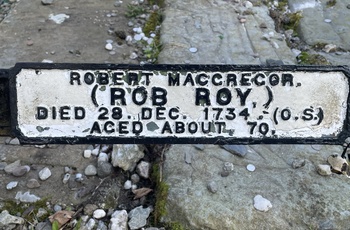 ROBERT MACGREGOR.
(ROB ROY,)
DIED 28. DEC. 1734. (O.S.)
AGED ABOUT. 70.